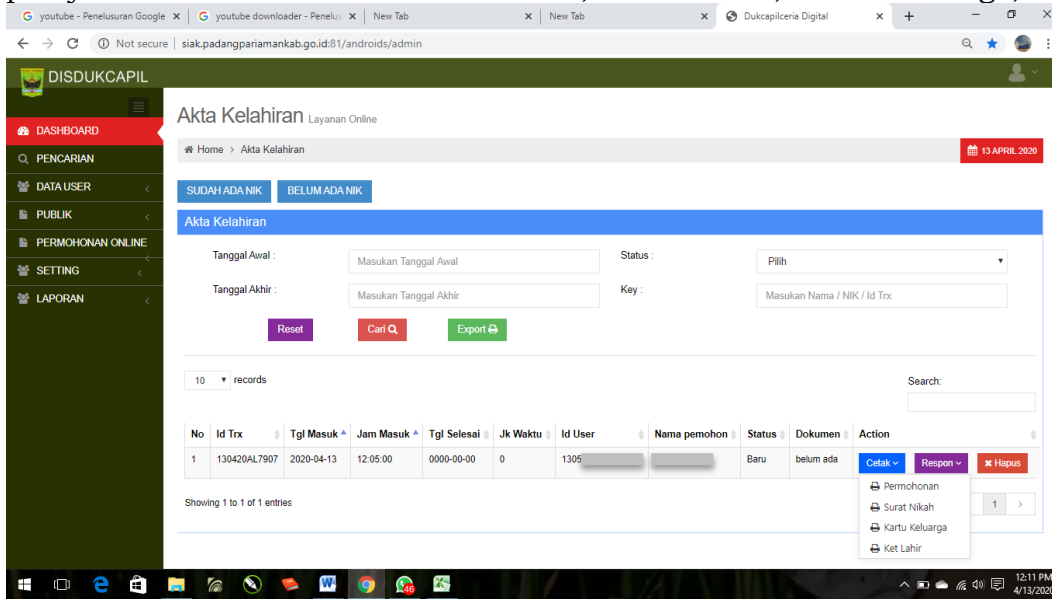 youtube - Penelusuran Google
youtube downloader - Penelus
New Tab
New Tab
Dukcapilceria Digital
Not secure | siak.padangpariamankab.go.id:81/androids/admin
DISDUKCAPIL
DASHBOARD
PENCARIAN
DATA USER
PUBLIK
PERMOHONAN ONLINE
SETTING
LAPORAN
Akta Kelahiran Layanan Online
Home > Akta Kelahiran
13 APRIL 2020
SUDAH ADA NIK BELUM ADA NIK
Akta Kelahiran
Tanggal Awal : Masukan Tanggal Awal Status : Pilih
Tanggal Akhir : Masukan Tanggal Akhir Key : Masukan Nama / NIK / Id Trx
Reset Cari Export
10 records
Search:
No Id Trx Tgl Masuk Jam Masuk Tgl Selesai Jk Waktu Id User Nama pemohon Status Dokumen Action
1 130420AL7907 2020-04-13 12:05:00 0000-00-00 0 1305 Baru belum ada Cetak Respon Hapus
Permohonan
Surat Nikah
Kartu Keluarga
Ket Lahir
Showing 1 to 1 of 1 entries
1 >
46
12:11 PM
4/13/2020